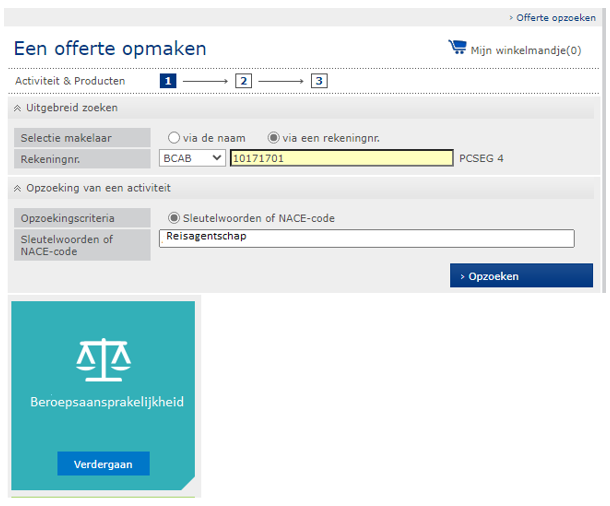 › Offerte opzoeken
Een offerte opmaken
Mijn winkelmandje(0)
Activiteit & Producten 1 2 3
Uitgebreid zoeken
Selectie makelaar via de naam via een rekeningnr.
Rekeningnr. BCAB 10171701 PCSEG 4
Opzoeking van een activiteit
Opzoekingscriteria Sleutelwoorden of NACE-code
Sleutelwoorden of
NACE-code
Reisagentschap
› Opzoeken
Beroepsaansprakelijkheid
Verdergaan